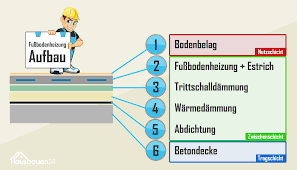 Fußbodenheizung
Aufbau
1 Bodenbelag
Nutzschicht
2 Fußbodenheizung + Estrich
3 Trittschalldämmung
4 Wärmedämmung
5 Abdichtung
Zwischenschicht
6 Betondecke
Tragschicht
Hausbauen24